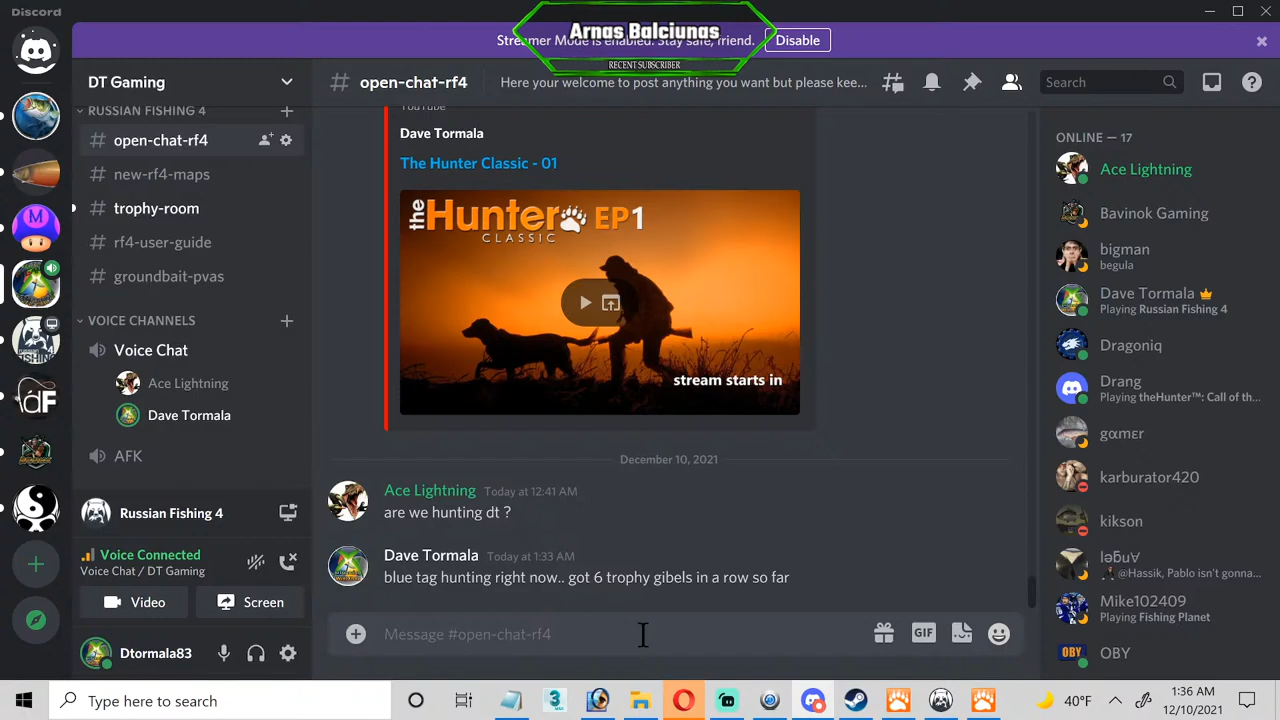 Discord
Arnas Balciunas
Streamer Mode is enabled. Stay safe, friend.
Disable
RECENT SUBSCRIBER
DT Gaming
open-chat-rf4
Here your welcome to post anything you want but please kee...
Search
RUSSIAN FISHING 4
open-chat-rf4
new-rf4-maps
trophy-room
rf4-user-guide
groundbait-pvas
VOICE CHANNELS
Voice Chat
Ace Lightning
Dave Tormala
AFK
Russian Fishing 4
Voice Connected
Voice Chat / DT Gaming
Video
Screen
Dtormala83
YouTube
Dave Tormala
The Hunter Classic - 01
theHunter EP1
CLASSIC
stream starts in
December 10, 2021
Ace Lightning Today at 12:41 AM
are we hunting dt ?
Dave Tormala Today at 1:33 AM
blue tag hunting right now.. got 6 trophy gibels in a row so far
Message #open-chat-rf4
GIF
ONLINE — 17
Ace Lightning
Bavinok Gaming
bigman
begula
Dave Tormala
Playing Russian Fishing 4
Dragoniq
Drang
Playing theHunter™: Call of th...
gαmεr
karburator420
kikson
@Hassik, Pablo isn't gonna...
Mike102409
Playing Fishing Planet
OBY
OBY
Type here to search
40°F
1:36 AM
12/10/2021